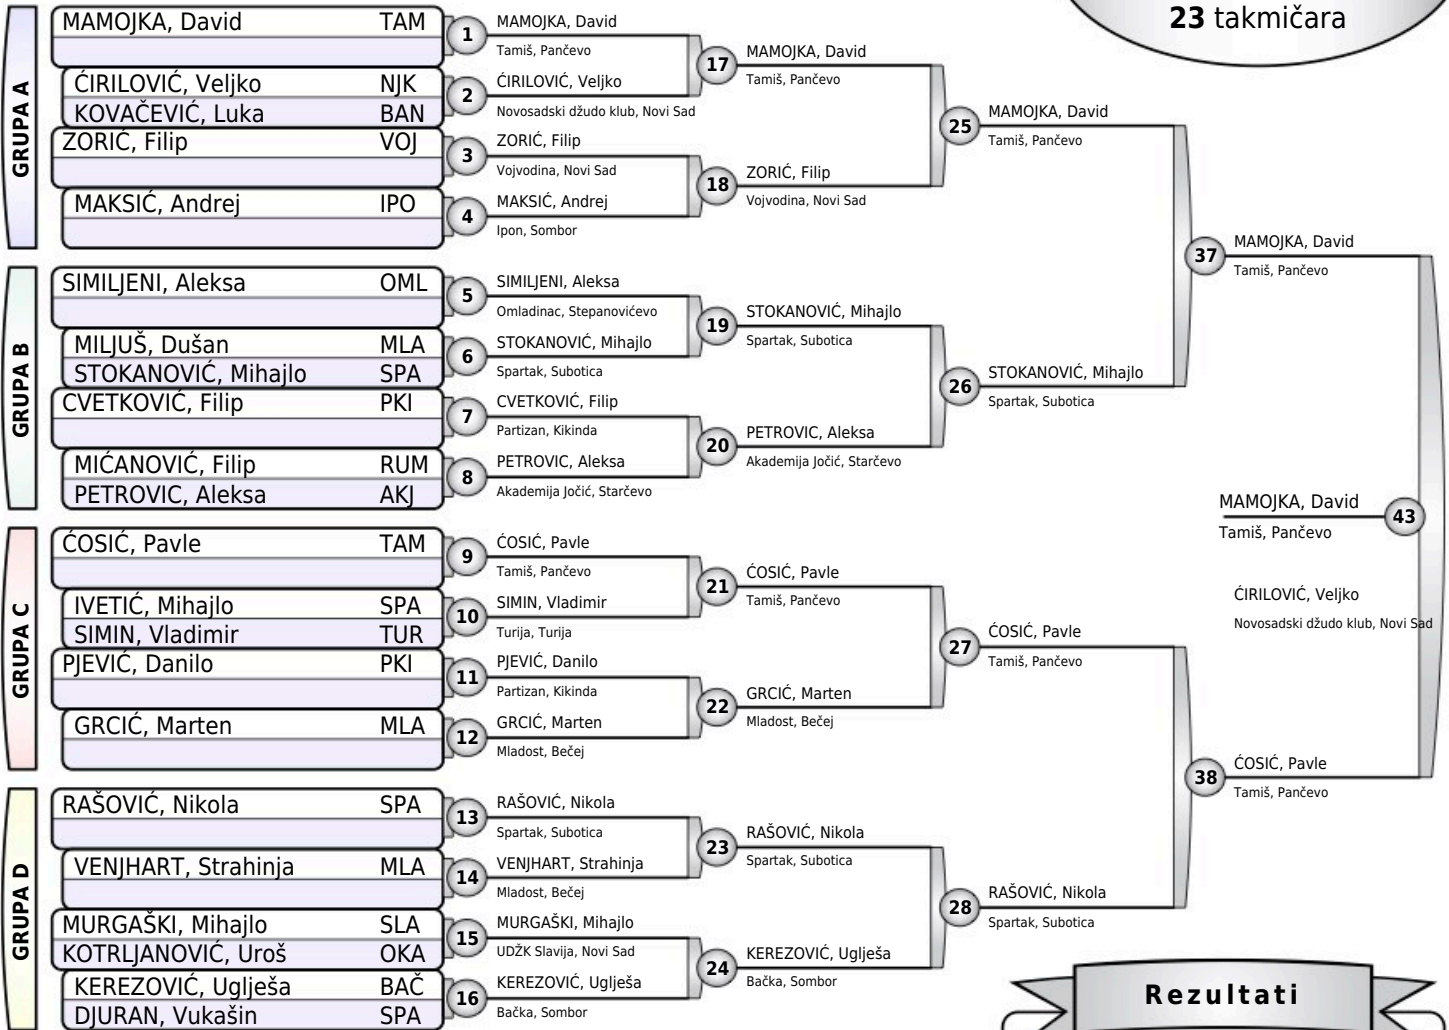 23 takmičara
GRUPA A
MAMOJKA, David TAM
ĆIRILOVIĆ, Veljko NJK
KOVAČEVIĆ, Luka BAN
ZORIĆ, Filip VOJ
MAKSIĆ, Andrej IPO
GRUPA B
SIMILJENI, Aleksa OML
MILJUŠ, Dušan MLA
STOKANOVIĆ, Mihajlo SPA
CVETKOVIĆ, Filip PKI
MIĆANOVIĆ, Filip RUM
PETROVIC, Aleksa AKJ
GRUPA C
ĆOSIĆ, Pavle TAM
IVETIĆ, Mihajlo SPA
SIMIN, Vladimir TUR
PJEVIĆ, Danilo PKI
GRCIĆ, Marten MLA
GRUPA D
RAŠOVIĆ, Nikola SPA
VENJHART, Strahinja MLA
MURGAŠKI, Mihajlo SLA
KOTRLJANOVIĆ, Uroš OKA
KEREZOVIĆ, Uglješa BAČ
DJURAN, Vukašin SPA
1
MAMOJKA, David
Tamiš, Pančevo
2
ĆIRILOVIĆ, Veljko
Novosadski džudo klub, Novi Sad
3
ZORIĆ, Filip
Vojvodina, Novi Sad
4
MAKSIĆ, Andrej
Ipon, Sombor
5
SIMILJENI, Aleksa
Omladinac, Stepanovićevo
6
STOKANOVIĆ, Mihajlo
Spartak, Subotica
7
CVETKOVIĆ, Filip
Partizan, Kikinda
8
PETROVIC, Aleksa
Akademija Jočić, Starčevo
9
ĆOSIĆ, Pavle
Tamiš, Pančevo
10
SIMIN, Vladimir
Turija, Turija
11
PJEVIĆ, Danilo
Partizan, Kikinda
12
GRCIĆ, Marten
Mladost, Bečej
13
RAŠOVIĆ, Nikola
Spartak, Subotica
14
VENJHART, Strahinja
Mladost, Bečej
15
MURGAŠKI, Mihajlo
UDŽK Slavija, Novi Sad
16
KEREZOVIĆ, Uglješa
Bačka, Sombor
17
MAMOJKA, David
Tamiš, Pančevo
18
ZORIĆ, Filip
Vojvodina, Novi Sad
19
STOKANOVIĆ, Mihajlo
Spartak, Subotica
20
PETROVIC, Aleksa
Akademija Jočić, Starčevo
21
ĆOSIĆ, Pavle
Tamiš, Pančevo
22
GRCIĆ, Marten
Mladost, Bečej
23
RAŠOVIĆ, Nikola
Spartak, Subotica
24
KEREZOVIĆ, Uglješa
Bačka, Sombor
25
MAMOJKA, David
Tamiš, Pančevo
26
STOKANOVIĆ, Mihajlo
Spartak, Subotica
27
ĆOSIĆ, Pavle
Tamiš, Pančevo
28
RAŠOVIĆ, Nikola
Spartak, Subotica
37
MAMOJKA, David
Tamiš, Pančevo
38
ĆOSIĆ, Pavle
Tamiš, Pančevo
MAMOJKA, David
43
Tamiš, Pančevo
ĆIRILOVIĆ, Veljko
Novosadski džudo klub, Novi Sad
Rezultati